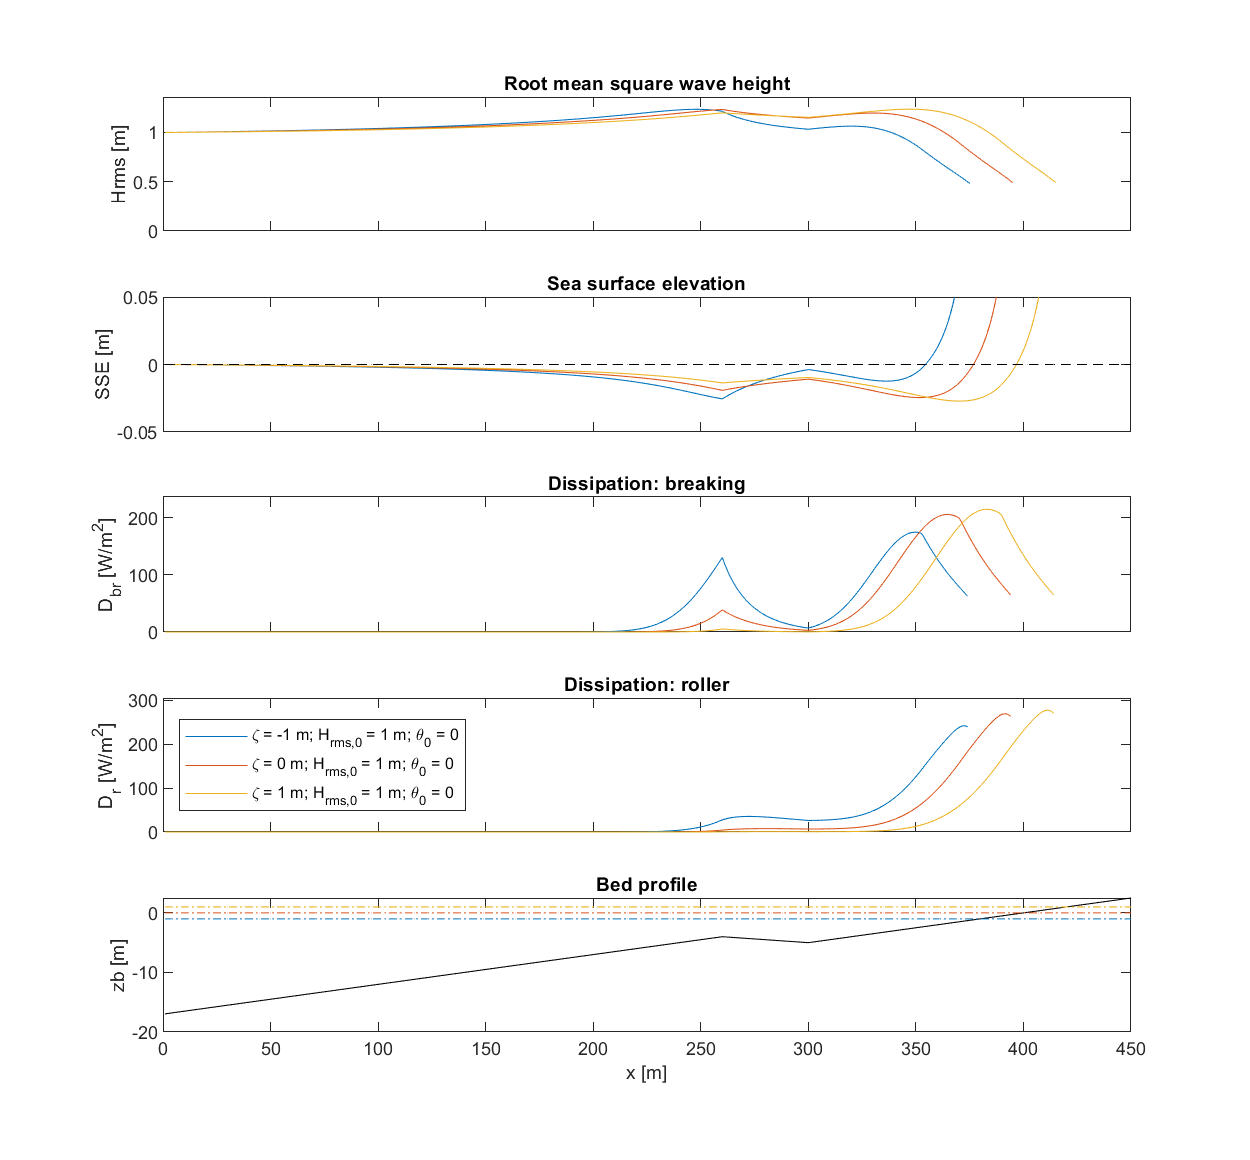 Root mean square wave height
Hrms [m]
1
0.5
0
Sea surface elevation
SSE [m]
0.05
0
-0.05
Dissipation: breaking
D_br [W/m²]
200
100
0
Dissipation: roller
D_r [W/m²]
300
200
100
0
ζ = -1 m; H_rms,0 = 1 m; θ_0 = 0
ζ = 0 m; H_rms,0 = 1 m; θ_0 = 0
ζ = 1 m; H_rms,0 = 1 m; θ_0 = 0
Bed profile
zb [m]
0
-10
-20
0 50 100 150 200 250 300 350 400 450
x [m]